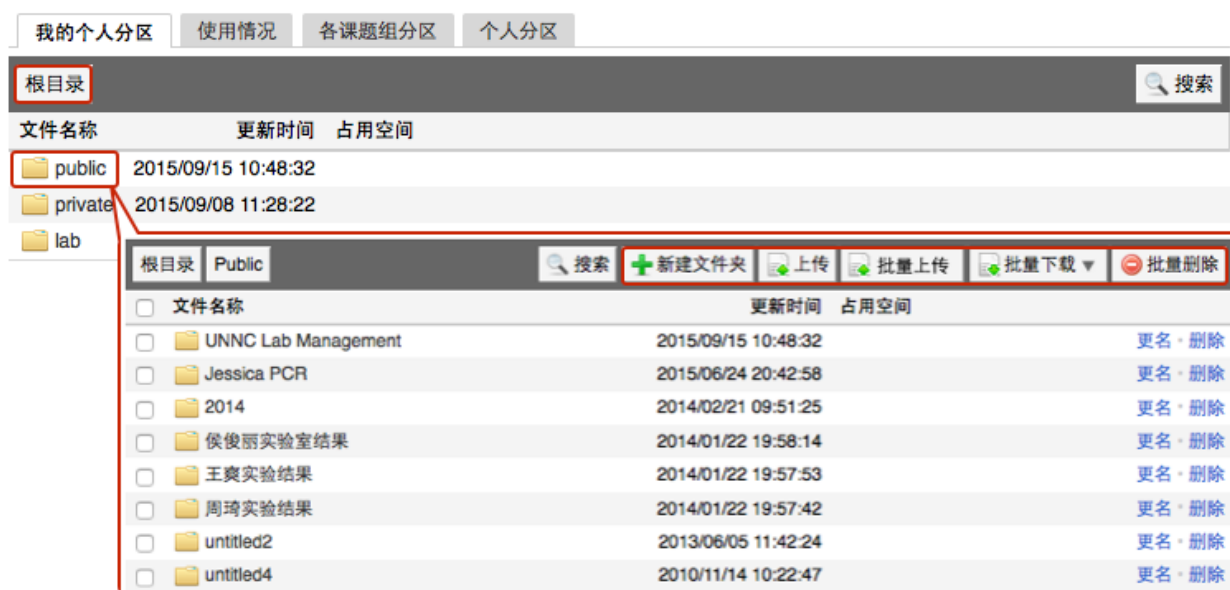 我的个人分区 使用情况 各课题组分区 个人分区
根目录 搜索
文件名称 更新时间 占用空间
public 2015/09/15 10:48:32
private 2015/09/08 11:28:22
lab
根目录 Public 搜索 新建文件夹 上传 批量上传 批量下载 批量删除
文件名称 更新时间 占用空间
UNNC Lab Management 2015/09/15 10:48:32 更名 删除
Jessica PCR 2015/06/24 20:42:58 更名 删除
2014 2014/02/21 09:51:25 更名 删除
侯俊丽实验室结果 2014/01/22 19:58:14 更名 删除
王爽实验结果 2014/01/22 19:57:53 更名 删除
周琦实验结果 2014/01/22 19:57:42 更名 删除
untitled2 2013/06/05 11:42:24 更名 删除
untitled4 2010/11/14 10:22:47 更名 删除